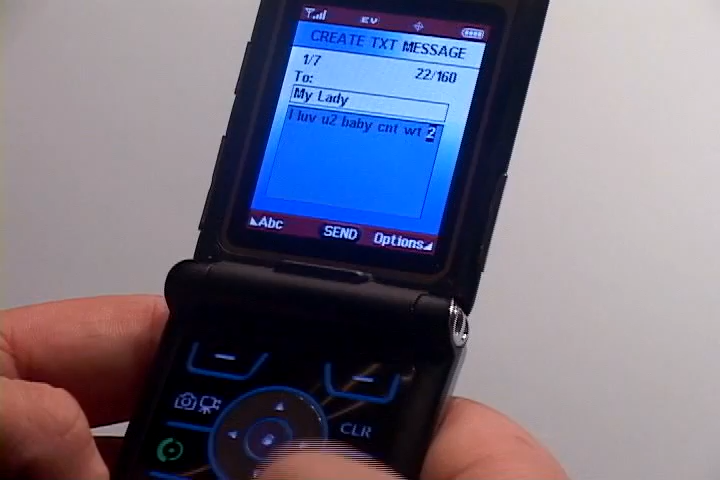 EV
CREATE TXT MESSAGE
1/7
22/160
To:
My Lady
I luv u2 baby cnt wt 2
Abc
SEND
Options
CLR